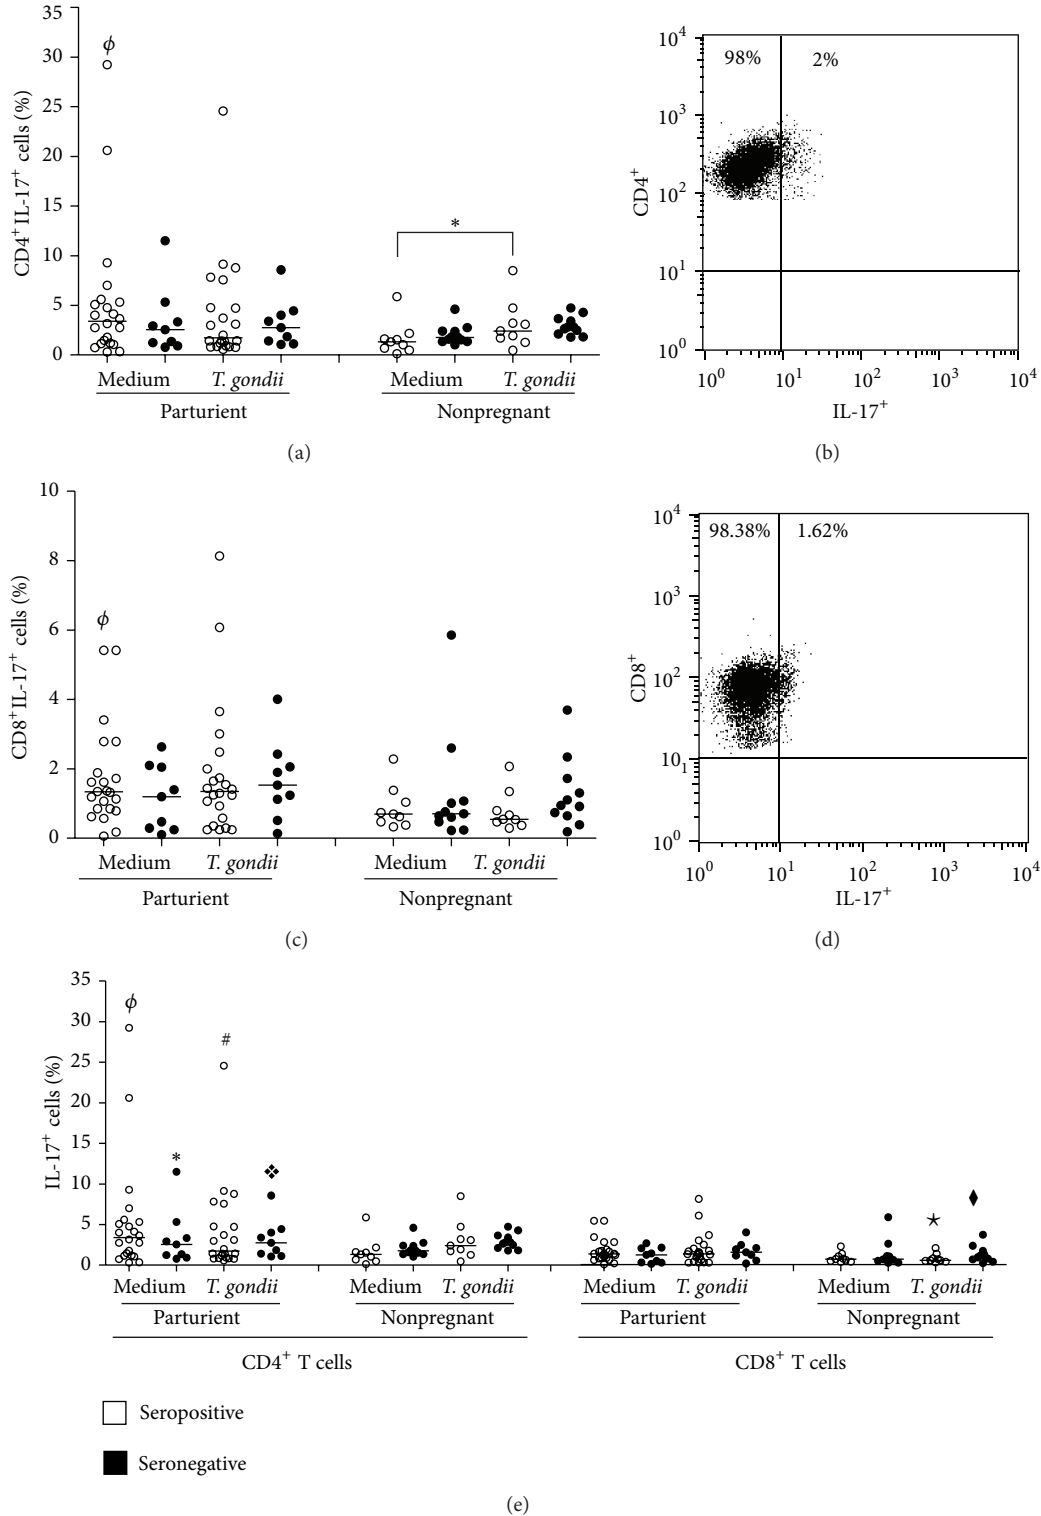 CD4+IL-17+ cells (%)
35
30
25
20
15
10
5
0
ϕ
*
Medium T. gondii
Medium T. gondii
Parturient
Nonpregnant
(a)
CD4+
10^4
10^3
10^2
10^1
10^0
98% 2%
10^0 10^1 10^2 10^3 10^4
IL-17+
(b)
CD8+IL-17+ cells (%)
10
8
6
4
2
0
ϕ
Medium T. gondii
Medium T. gondii
Parturient
Nonpregnant
(c)
CD8+
10^4
10^3
10^2
10^1
10^0
98.38% 1.62%
10^0 10^1 10^2 10^3 10^4
IL-17+
(d)
IL-17+ cells (%)
35
30
25
20
15
10
5
0
ϕ
#
*
❖
★
♦
Medium T. gondii Medium T. gondii Medium T. gondii Medium T. gondii
Parturient Nonpregnant Parturient Nonpregnant
CD4+ T cells CD8+ T cells
Seropositive
Seronegative
(e)